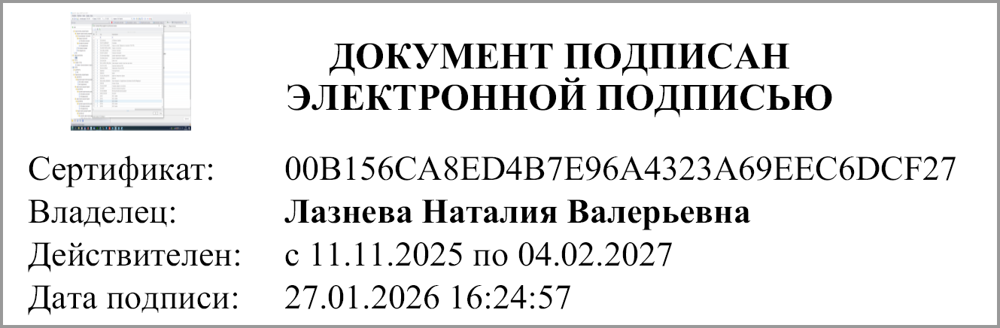 ДОКУМЕНТ ПОДПИСАН
ЭЛЕКТРОННОЙ ПОДПИСЬЮ
Сертификат: 00B156CA8ED4B7E96A4323A69EEC6DCF27
Владелец: Лазнева Наталия Валерьевна
Действителен: с 11.11.2025 по 04.02.2027
Дата подписи: 27.01.2026 16:24:57